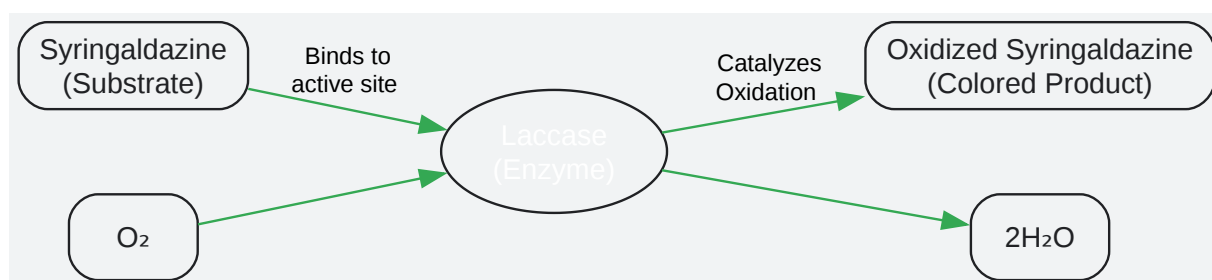 Syringaldazine
(Substrate)
Binds to
active site
Laccase
(Enzyme)
Catalyzes
Oxidation
Oxidized Syringaldazine
(Colored Product)
O₂
2H₂O